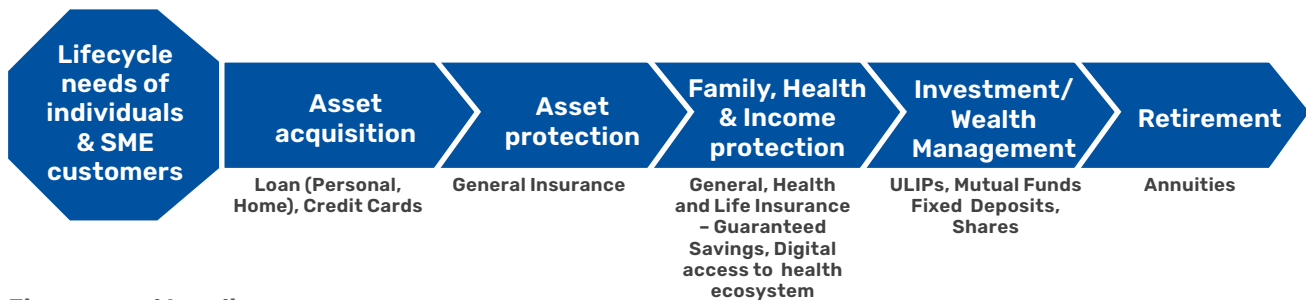 Lifecycle
needs of
individuals
& SME
customers
Asset
acquisition
Asset
protection
Family, Health
& Income
protection
Investment/
Wealth
Management
Retirement
Loan (Personal,
Home), Credit Cards
General Insurance
General, Health
and Life Insurance
– Guaranteed
Savings, Digital
access to health
ecosystem
ULIPs, Mutual Funds
Fixed Deposits,
Shares
Annuities